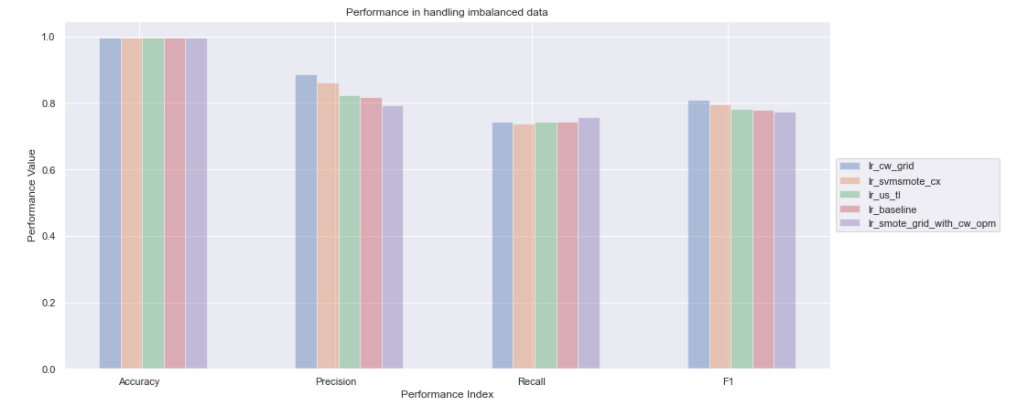 Performance in handling imbalanced data
1.0
0.8
0.6
0.4
0.2
0.0
Performance Value
Accuracy
Precision
Recall
F1
Performance Index
lr_cw_grid
lr_svmsmote_cx
lr_us_tl
lr_baseline
lr_smote_grid_with_cw_opm